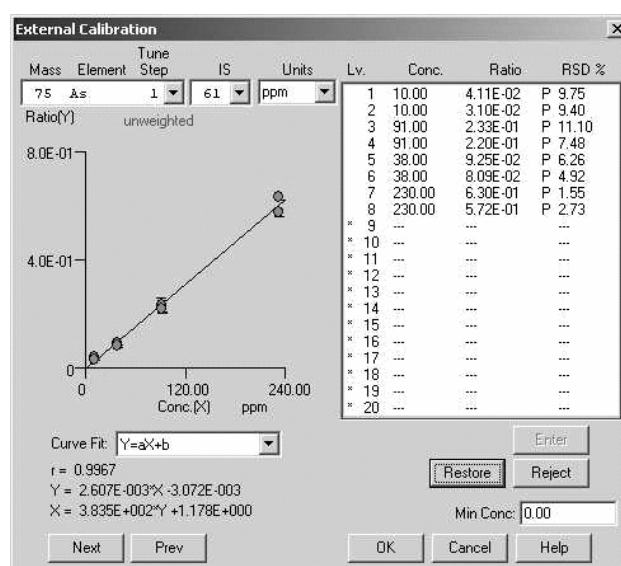 External Calibration
Tune
Mass Element Step IS Units
75 As 1 61 ppm
Ratio(Y) unweighted
8.0E-01
4.0E-01
0
0 120.00 240.00
Conc.(X) ppm
Lv. Conc. Ratio RSD %
1 10.00 4.11E-02 P 9.75
2 10.00 3.10E-02 P 9.40
3 91.00 2.33E-01 P 11.10
4 91.00 2.20E-01 P 7.48
5 38.00 9.25E-02 P 6.26
6 38.00 8.09E-02 P 4.92
7 230.00 6.30E-01 P 1.55
8 230.00 5.72E-01 P 2.73
* 9 --- --- ---
* 10 --- --- ---
* 11 --- --- ---
* 12 --- --- ---
* 13 --- --- ---
* 14 --- --- ---
* 15 --- --- ---
* 16 --- --- ---
* 17 --- --- ---
* 18 --- --- ---
* 19 --- --- ---
* 20 --- --- ---
Curve Fit: Y=aX+b
r = 0.9967
Y = 2.607E-003*X -3.072E-003
X = 3.835E+002*Y +1.178E+000
Enter
Restore Reject
Min Conc: 0.00
Next Prev OK Cancel Help